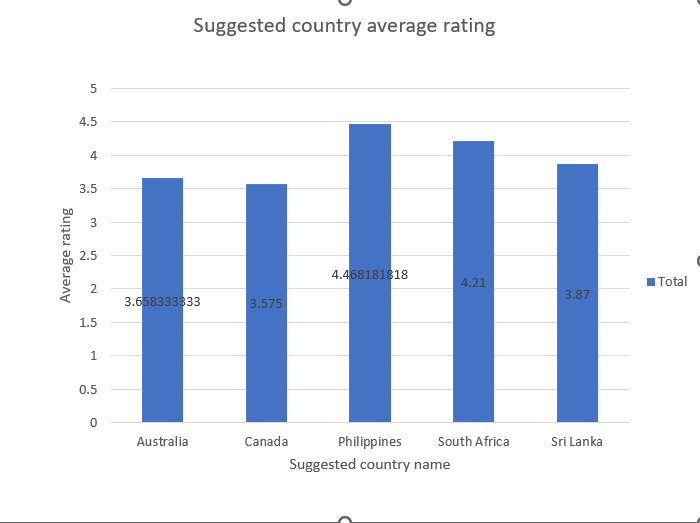 Suggested country average rating
5
4.5
4
3.5
3
2.5
2
1.5
1
0.5
0
Average rating
3.658333333
3.575
4.468181818
4.21
3.87
Australia
Canada
Philippines
South Africa
Sri Lanka
Suggested country name
Total